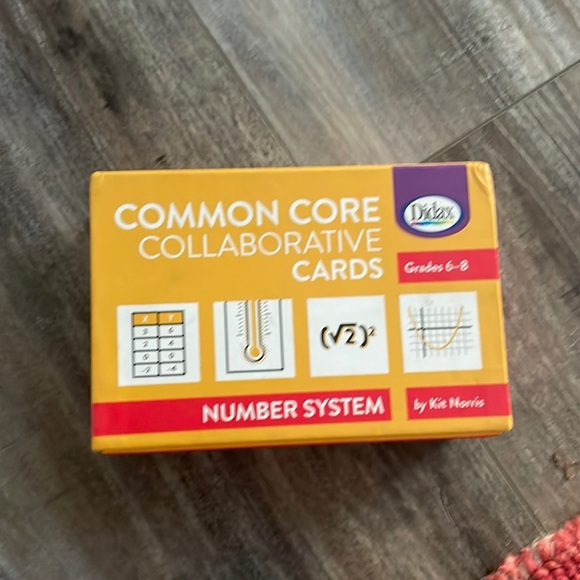 COMMON CORE
COLLABORATIVE
CARDS
Didax
Grades 6–8
X Y
(√2)²
NUMBER SYSTEM
by Kit Norris